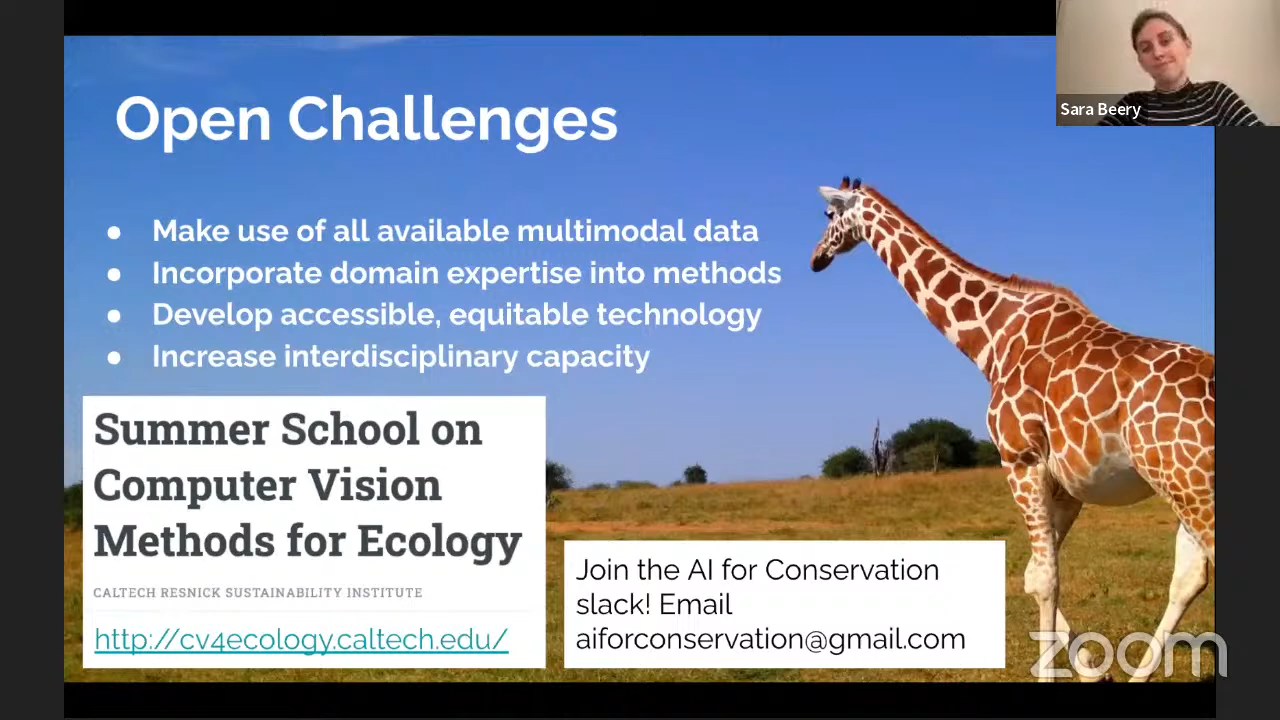 Open Challenges
Sara Beery
● Make use of all available multimodal data
● Incorporate domain expertise into methods
● Develop accessible, equitable technology
● Increase interdisciplinary capacity
Summer School on
Computer Vision
Methods for Ecology
CALTECH RESNICK SUSTAINABILITY INSTITUTE
http://cv4ecology.caltech.edu/
Join the AI for Conservation
slack! Email
aiforconservation@gmail.com
zoom